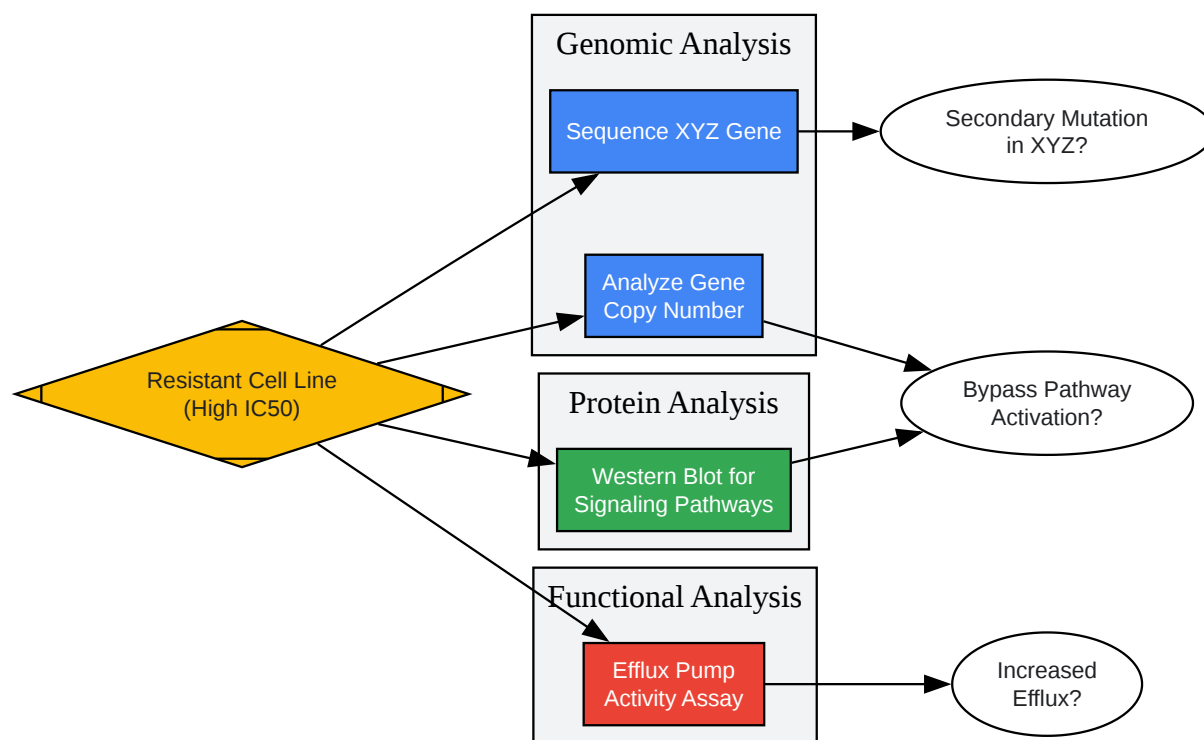 Genomic Analysis
Sequence XYZ Gene
Secondary Mutation
in XYZ?
Analyze Gene
Copy Number
Resistant Cell Line
(High IC50)
Bypass Pathway
Activation?
Protein Analysis
Western Blot for
Signaling Pathways
Functional Analysis
Efflux Pump
Activity Assay
Increased
Efflux?